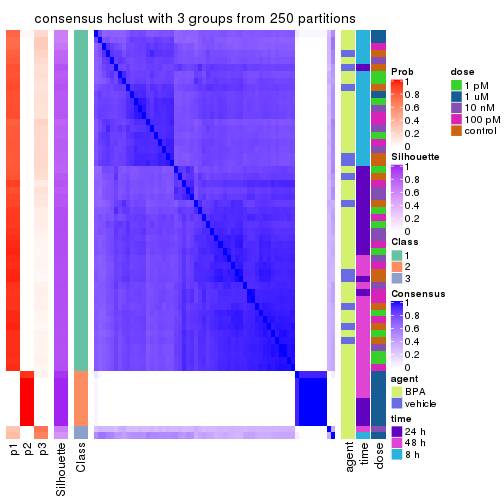 consensus hclust with 3 groups from 250 partitions
Prob
1
0.8
0.6
0.4
0.2
0
Silhouette
1
0.8
0.6
0.4
0.2
0
Class
1
2
3
Consensus
1
0.8
0.6
0.4
0.2
0
agent
BPA
vehicle
time
24 h
48 h
8 h
dose
1 pM
1 uM
10 nM
100 pM
control
p1
p2
p3
Silhouette
Class
agent
time
dose